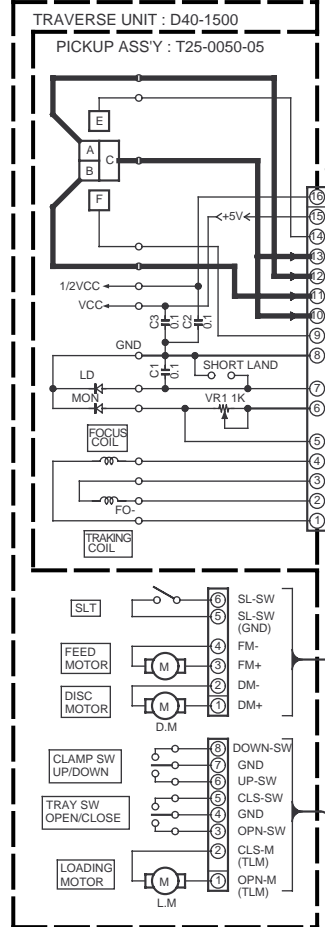 TRAVERSE UNIT : D40-1500
PICKUP ASS'Y : T25-0050-05
E
A
C
B
F
16
+5V
15
14
13
12
1/2VCC
11
VCC
10
C3
0.1
C2
0.1
9
GND
8
C1
0.1
SHORT LAND
LD
7
MON
VR1 1K
6
FOCUS
COIL
5
4
3
2
FO-
1
TRAKING
COIL
SLT
6 SL-SW
5 SL-SW
(GND)
FEED
MOTOR
M
4 FM-
3 FM+
DISC
MOTOR
M
D.M
2 DM-
1 DM+
CLAMP SW
UP/DOWN
8 DOWN-SW
7 GND
6 UP-SW
TRAY SW
OPEN/CLOSE
5 CLS-SW
4 GND
3 OPN-SW
2 CLS-M
(TLM)
LOADING
MOTOR
M
L.M
1 OPN-M
(TLM)